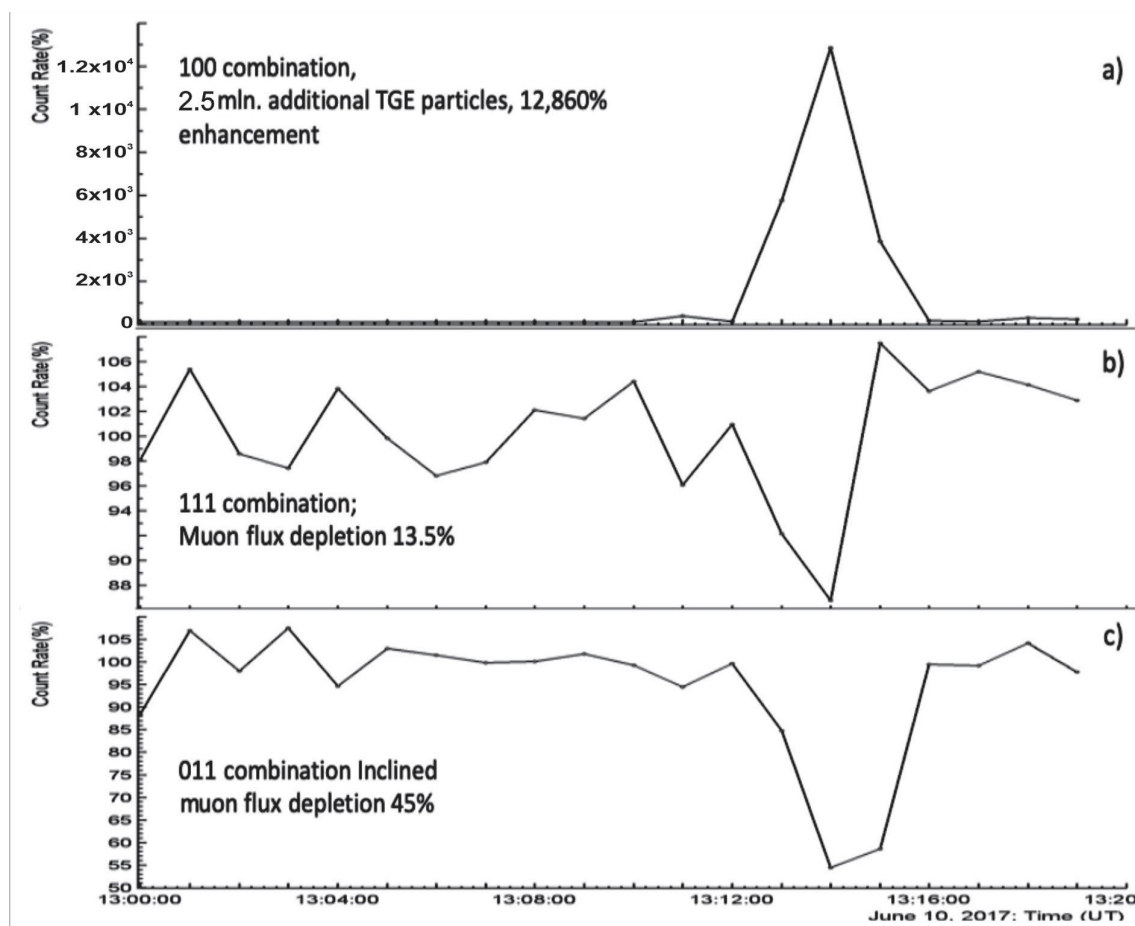 Count Rate(%)
1.2x10⁴
1 x10⁴
8x10³
6x10³
4x10³
2x10³
0
100 combination,
2.5mln. additional TGE particles, 12,860%
enhancement
a)
Count Rate(%)
106
104
102
100
98
96
94
90
88
111 combination;
Muon flux depletion 13.5%
b)
Count Rate(%)
105
100
95
90
85
80
75
70
65
60
55
50
011 combination Inclined
muon flux depletion 45%
c)
13:00:00 13:04:00 13:08:00 13:12:00 13:16:00 13:20
June 10, 2017; Time (UT)